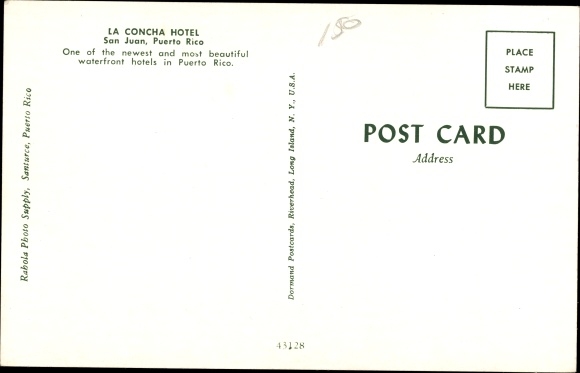 LA CONCHA HOTEL
San Juan, Puerto Rico
One of the newest and most beautiful
waterfront hotels in Puerto Rico.
Rahola Photo Supply, Santurce, Puerto Rico
Dormand Postcards, Riverhead, Long Island, N. Y., U.S.A.
150
PLACE
STAMP
HERE
POST CARD
Address
43128